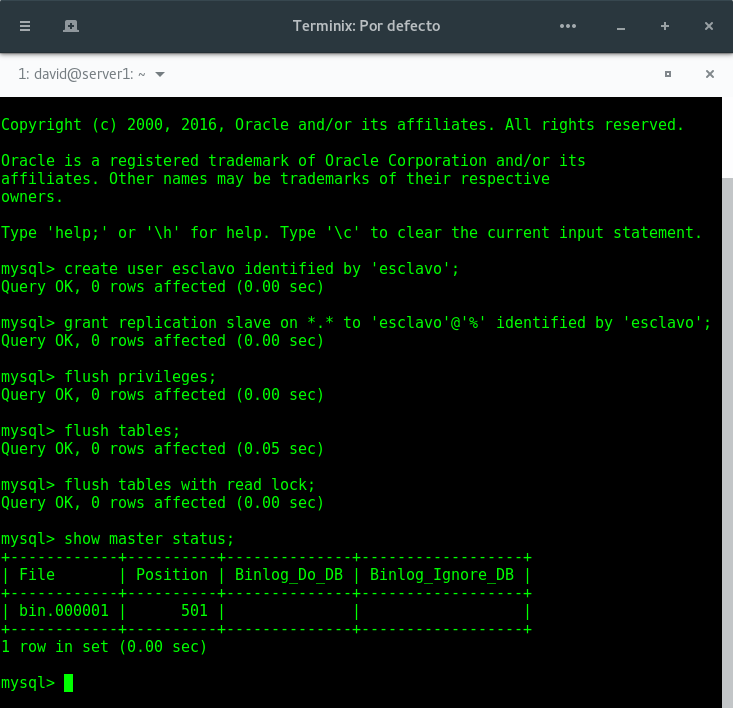 Terminix: Por defecto
1: david@server1: ~
Copyright (c) 2000, 2016, Oracle and/or its affiliates. All rights reserved.
Oracle is a registered trademark of Oracle Corporation and/or its
affiliates. Other names may be trademarks of their respective
owners.
Type 'help;' or '\h' for help. Type '\c' to clear the current input statement.
mysql> create user esclavo identified by 'esclavo';
Query OK, 0 rows affected (0.00 sec)
mysql> grant replication slave on *.* to 'esclavo'@'%' identified by 'esclavo';
Query OK, 0 rows affected (0.00 sec)
mysql> flush privileges;
Query OK, 0 rows affected (0.00 sec)
mysql> flush tables;
Query OK, 0 rows affected (0.05 sec)
mysql> flush tables with read lock;
Query OK, 0 rows affected (0.00 sec)
mysql> show master status;
+------------+----------+--------------+------------------+
| File       | Position | Binlog_Do_DB | Binlog_Ignore_DB |
+------------+----------+--------------+------------------+
| bin.000001 |      501 |              |                  |
+------------+----------+--------------+------------------+
1 row in set (0.00 sec)
mysql>